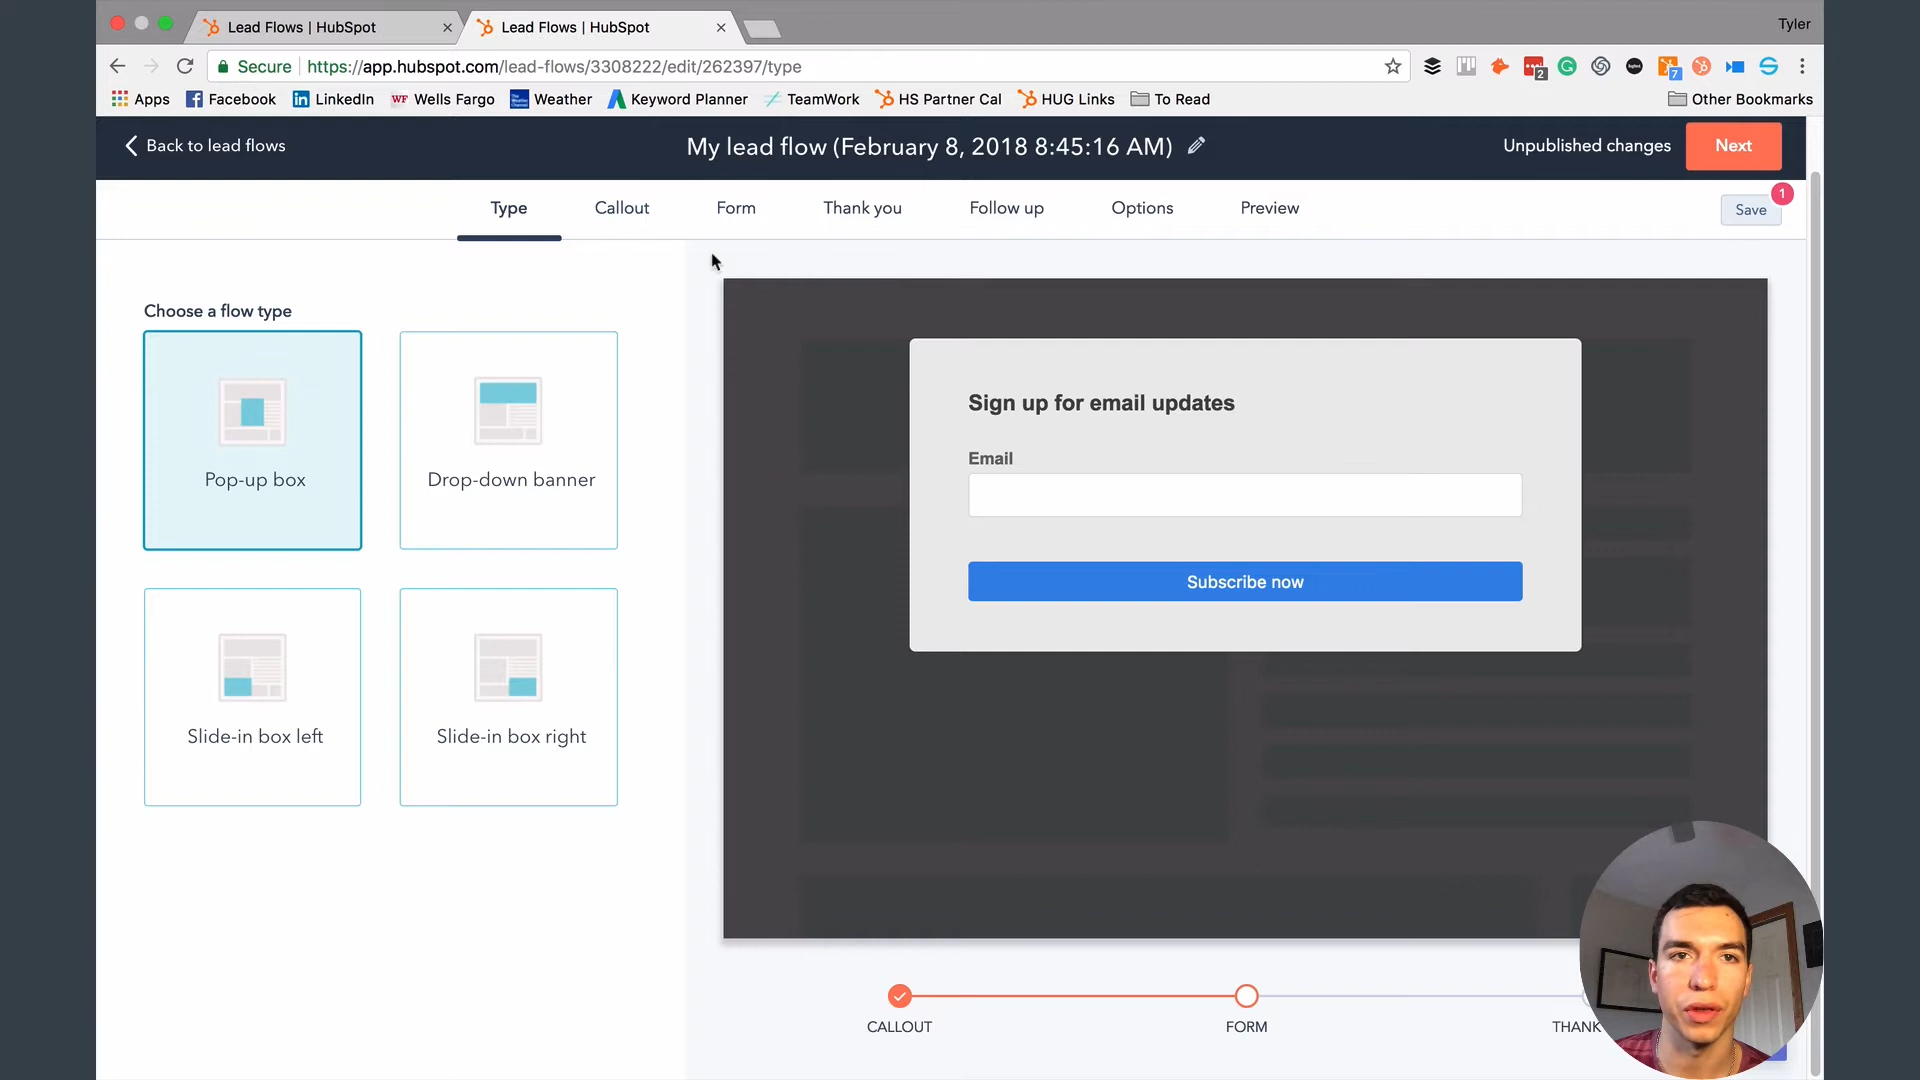 Lead Flows | HubSpot
Lead Flows | HubSpot
Tyler
Secure
https://app.hubspot.com/lead-flows/3308222/edit/262397/type
2
7
Apps
Facebook
LinkedIn
WF Wells Fargo
Weather
Keyword Planner
TeamWork
HS Partner Cal
HUG Links
To Read
Other Bookmarks
Back to lead flows
My lead flow (February 8, 2018 8:45:16 AM)
Unpublished changes
Next
Type
Callout
Form
Thank you
Follow up
Options
Preview
Save
1
Choose a flow type
Pop-up box
Drop-down banner
Slide-in box left
Slide-in box right
Sign up for email updates
Email
Subscribe now
CALLOUT
FORM
THANK